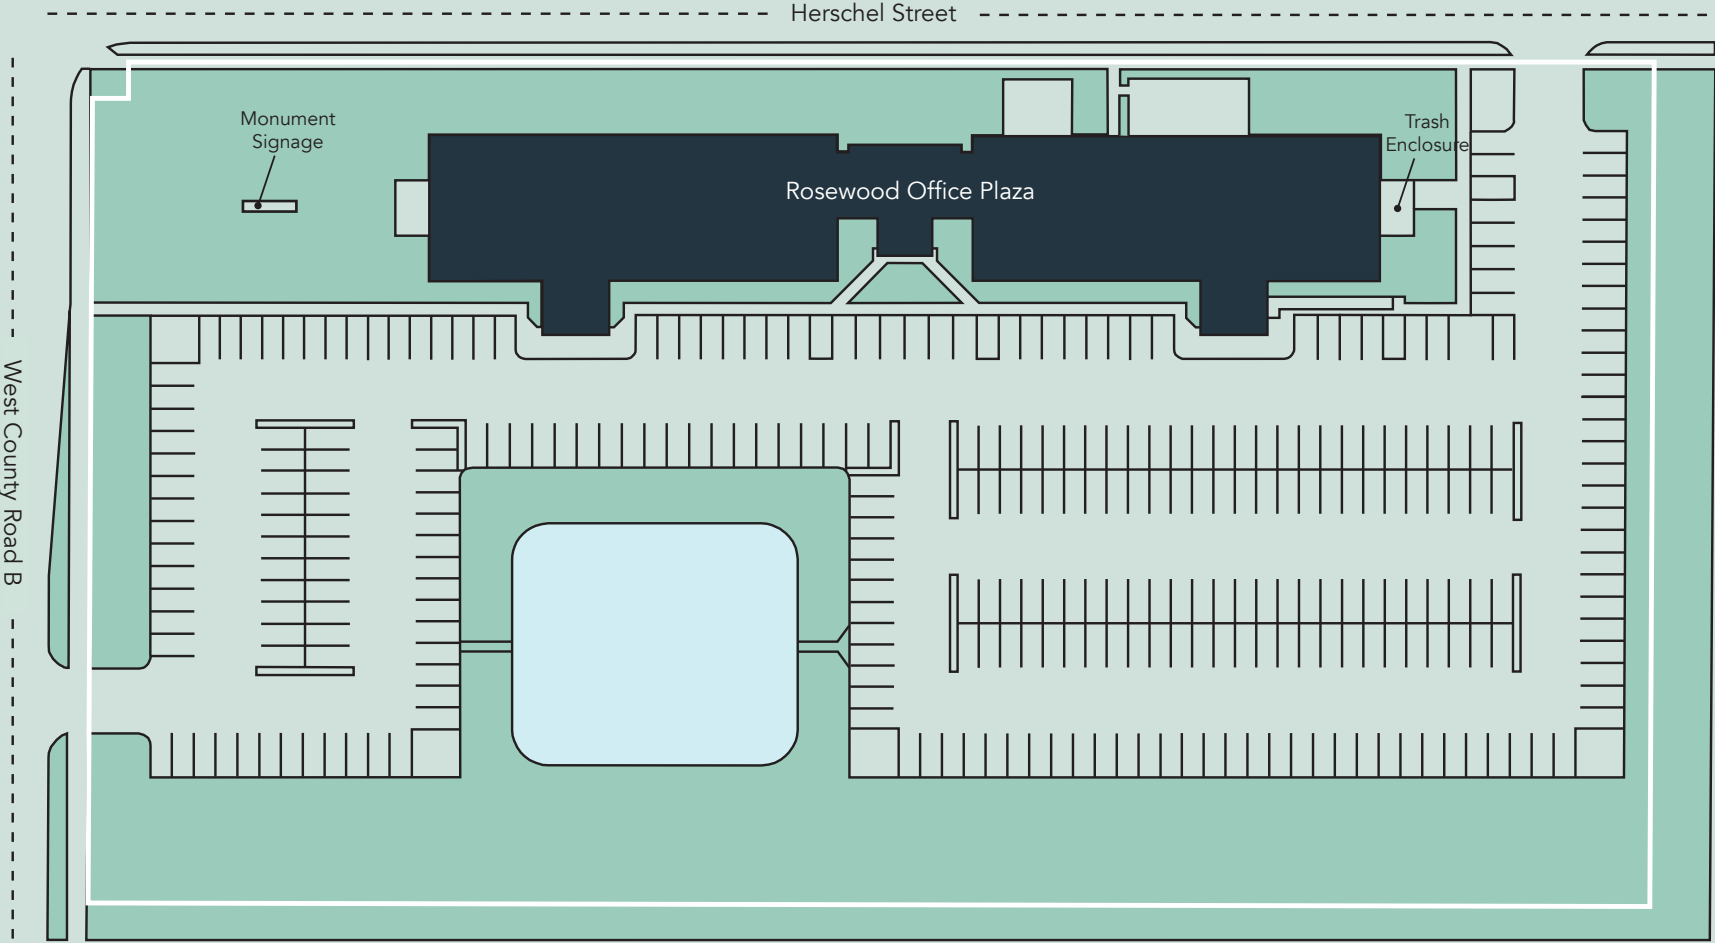 Herschel Street
Monument
Signage
Trash
Enclosure
Rosewood Office Plaza
West County Road B